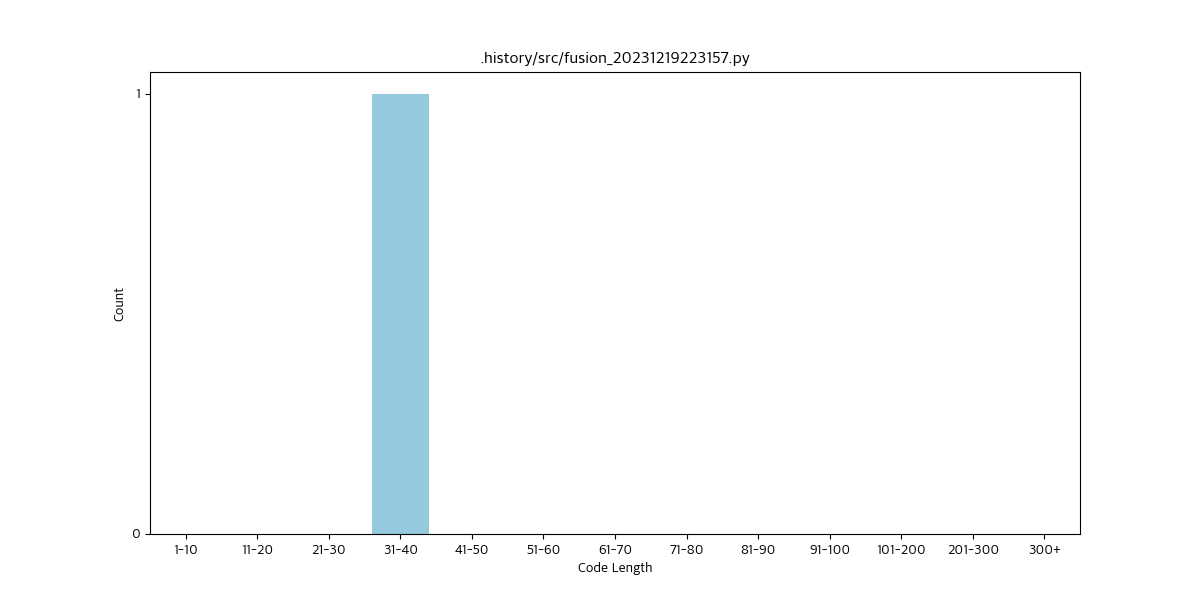 .history/src/fusion_20231219223157.py
1
Count
0
1-10 11-20 21-30 31-40 41-50 51-60 61-70 71-80 81-90 91-100 101-200 201-300 300+
Code Length